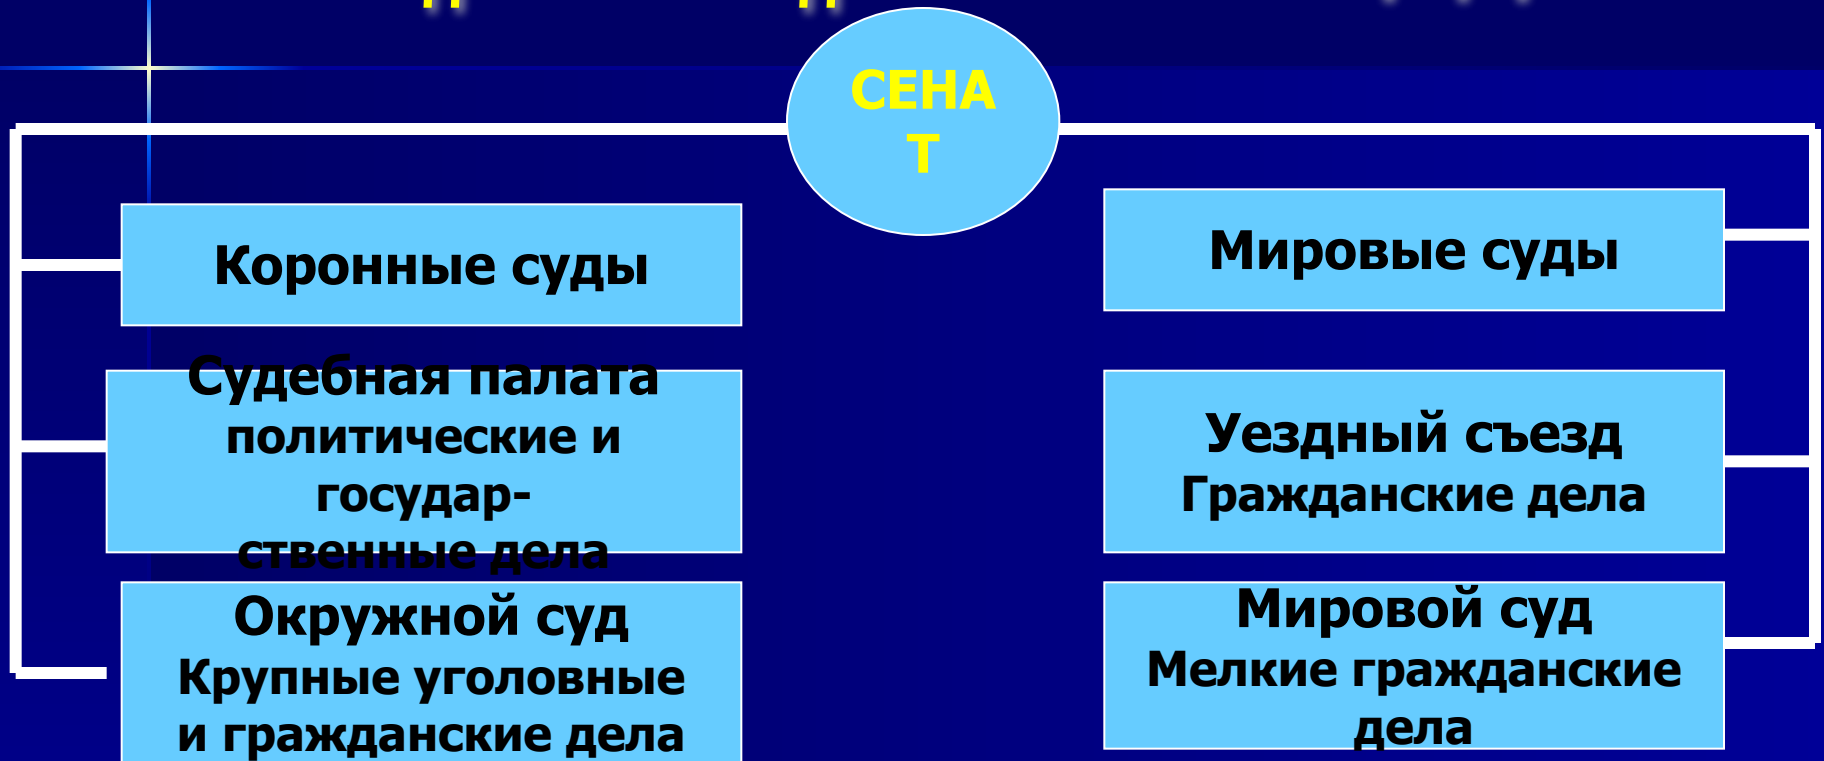 СЕНА
Т
Коронные суды
Судебная палата
политические и
государ-
ственные дела
Окружной суд
Крупные уголовные
и гражданские дела
Мировые суды
Уездный съезд
Гражданские дела
Мировой суд
Мелкие гражданские
дела